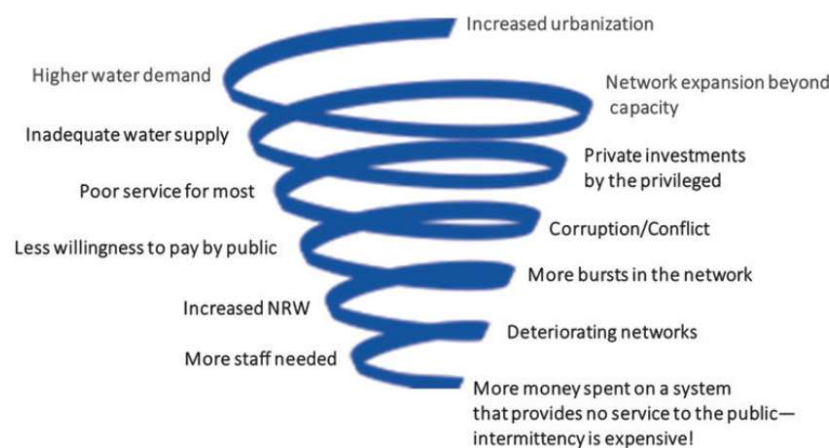 Increased urbanization
Higher water demand
Network expansion beyond
capacity
Inadequate water supply
Private investments
by the privileged
Poor service for most
Corruption/Conflict
Less willingness to pay by public
More bursts in the network
Increased NRW
Deteriorating networks
More staff needed
More money spent on a system
that provides no service to the public—
intermittency is expensive!